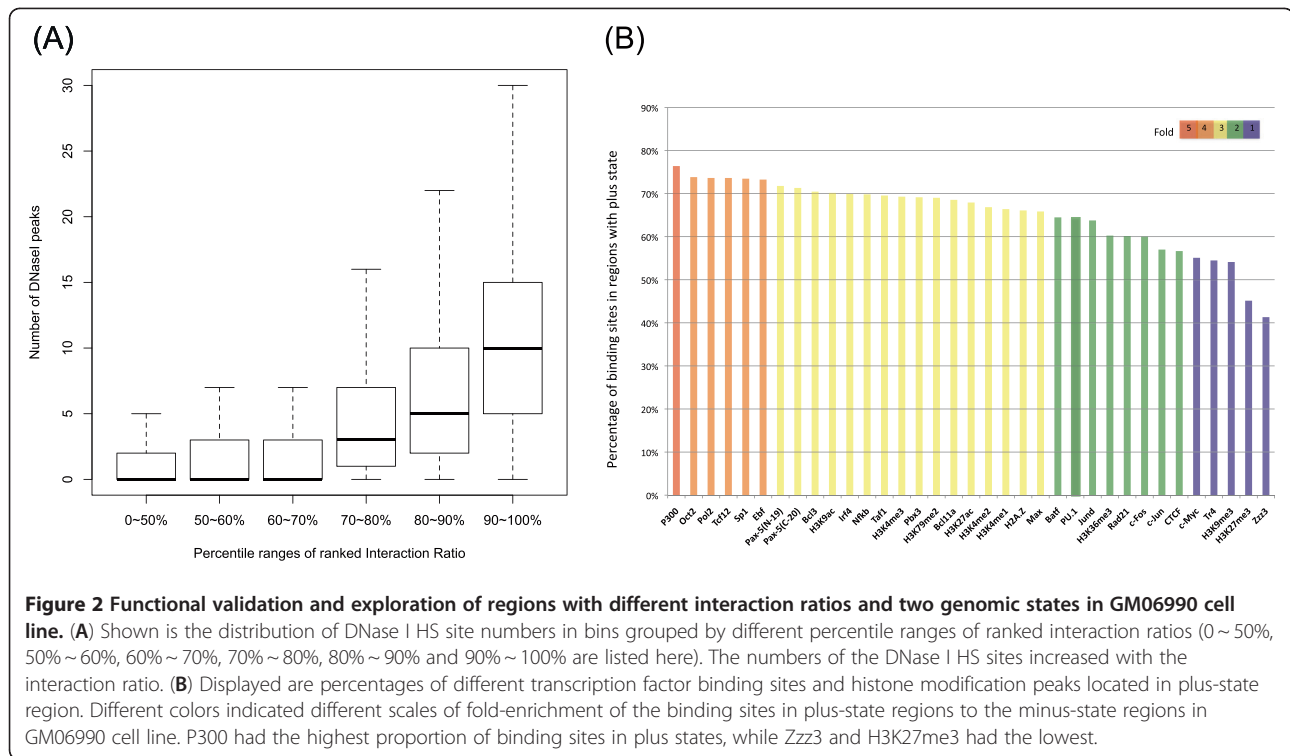 (A)
(B)
Number of DNaseI peaks
30
25
20
15
10
5
0
0~50%
50~60%
60~70%
70~80%
80~90%
90~100%
Percentile ranges of ranked Interaction Ratio
Percentage of binding sites in regions with plus state
90%
80%
70%
60%
50%
40%
30%
20%
10%
0%
Fold
5 4 3 2 1
P300
Oct2
Pol2
Tcf12
Sp1
Ebf
Pax-5(N-19)
Pax-5(C-20)
Bcl3
H3K9ac
Irf4
Nfkb
Taf1
H3K4me3
Pbx3
H3K79me2
Bcl11a
H3K27ac
H3K4me2
H3K4me1
H2A.Z
Max
Batf
PU.1
Jund
H3K36me3
Rad21
c-Fos
c-Jun
CTCF
c-Myc
Tr4
H3K9me3
H3K27me3
Zzz3
Figure 2 Functional validation and exploration of regions with different interaction ratios and two genomic states in GM06990 cell
line. (A) Shown is the distribution of DNase I HS site numbers in bins grouped by different percentile ranges of ranked interaction ratios (0 ~ 50%,
50% ~ 60%, 60% ~ 70%, 70% ~ 80%, 80% ~ 90% and 90% ~ 100% are listed here). The numbers of the DNase I HS sites increased with the
interaction ratio. (B) Displayed are percentages of different transcription factor binding sites and histone modification peaks located in plus-state
region. Different colors indicated different scales of fold-enrichment of the binding sites in plus-state regions to the minus-state regions in
GM06990 cell line. P300 had the highest proportion of binding sites in plus states, while Zzz3 and H3K27me3 had the lowest.